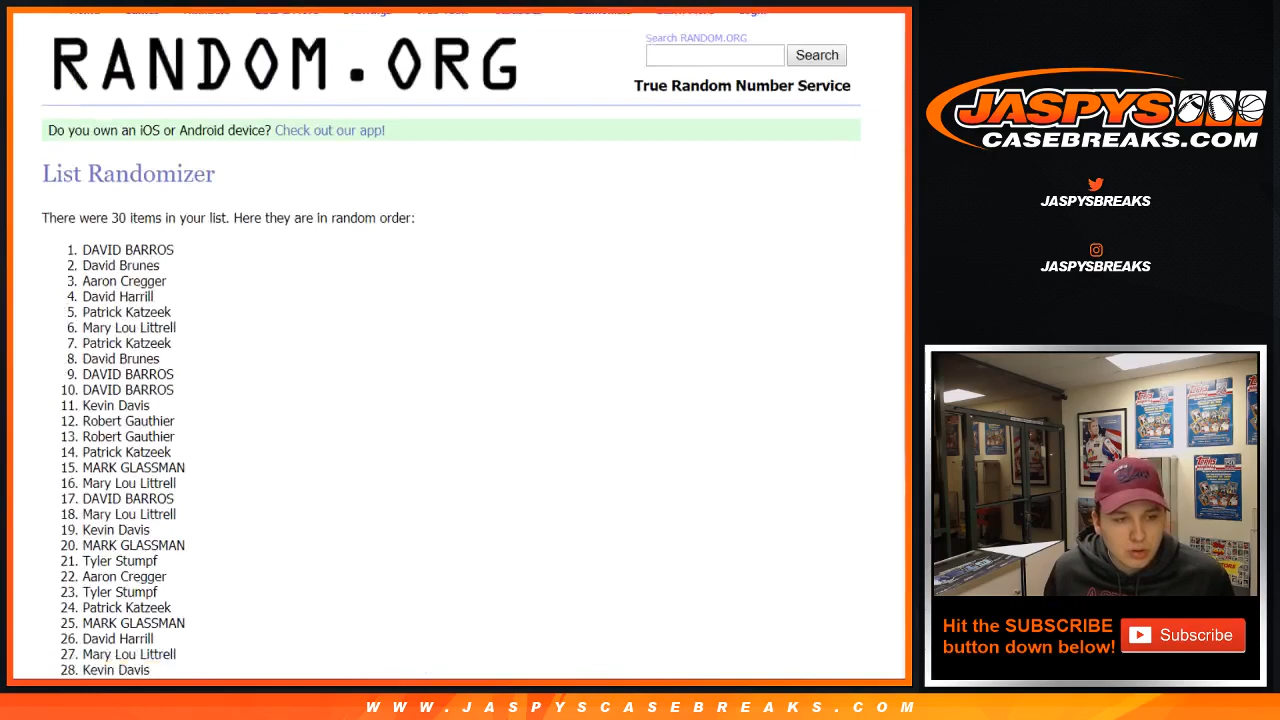 RANDOM.ORG
Search RANDOM.ORG
Search
True Random Number Service
Do you own an iOS or Android device? Check out our app!
List Randomizer
There were 30 items in your list. Here they are in random order:
1. DAVID BARROS
2. David Brunes
3. Aaron Cregger
4. David Harrill
5. Patrick Katzeek
6. Mary Lou Littrell
7. Patrick Katzeek
8. David Brunes
9. DAVID BARROS
10. DAVID BARROS
11. Kevin Davis
12. Robert Gauthier
13. Robert Gauthier
14. Patrick Katzeek
15. MARK GLASSMAN
16. Mary Lou Littrell
17. DAVID BARROS
18. Mary Lou Littrell
19. Kevin Davis
20. MARK GLASSMAN
21. Tyler Stumpf
22. Aaron Cregger
23. Tyler Stumpf
24. Patrick Katzeek
25. MARK GLASSMAN
26. David Harrill
27. Mary Lou Littrell
28. Kevin Davis
JASPYS
CASEBREAKS.COM
JASPYSBREAKS
JASPYSBREAKS
Hit the SUBSCRIBE
button down below!
Subscribe
WWW.JASPYSCASEBREAKS.COM